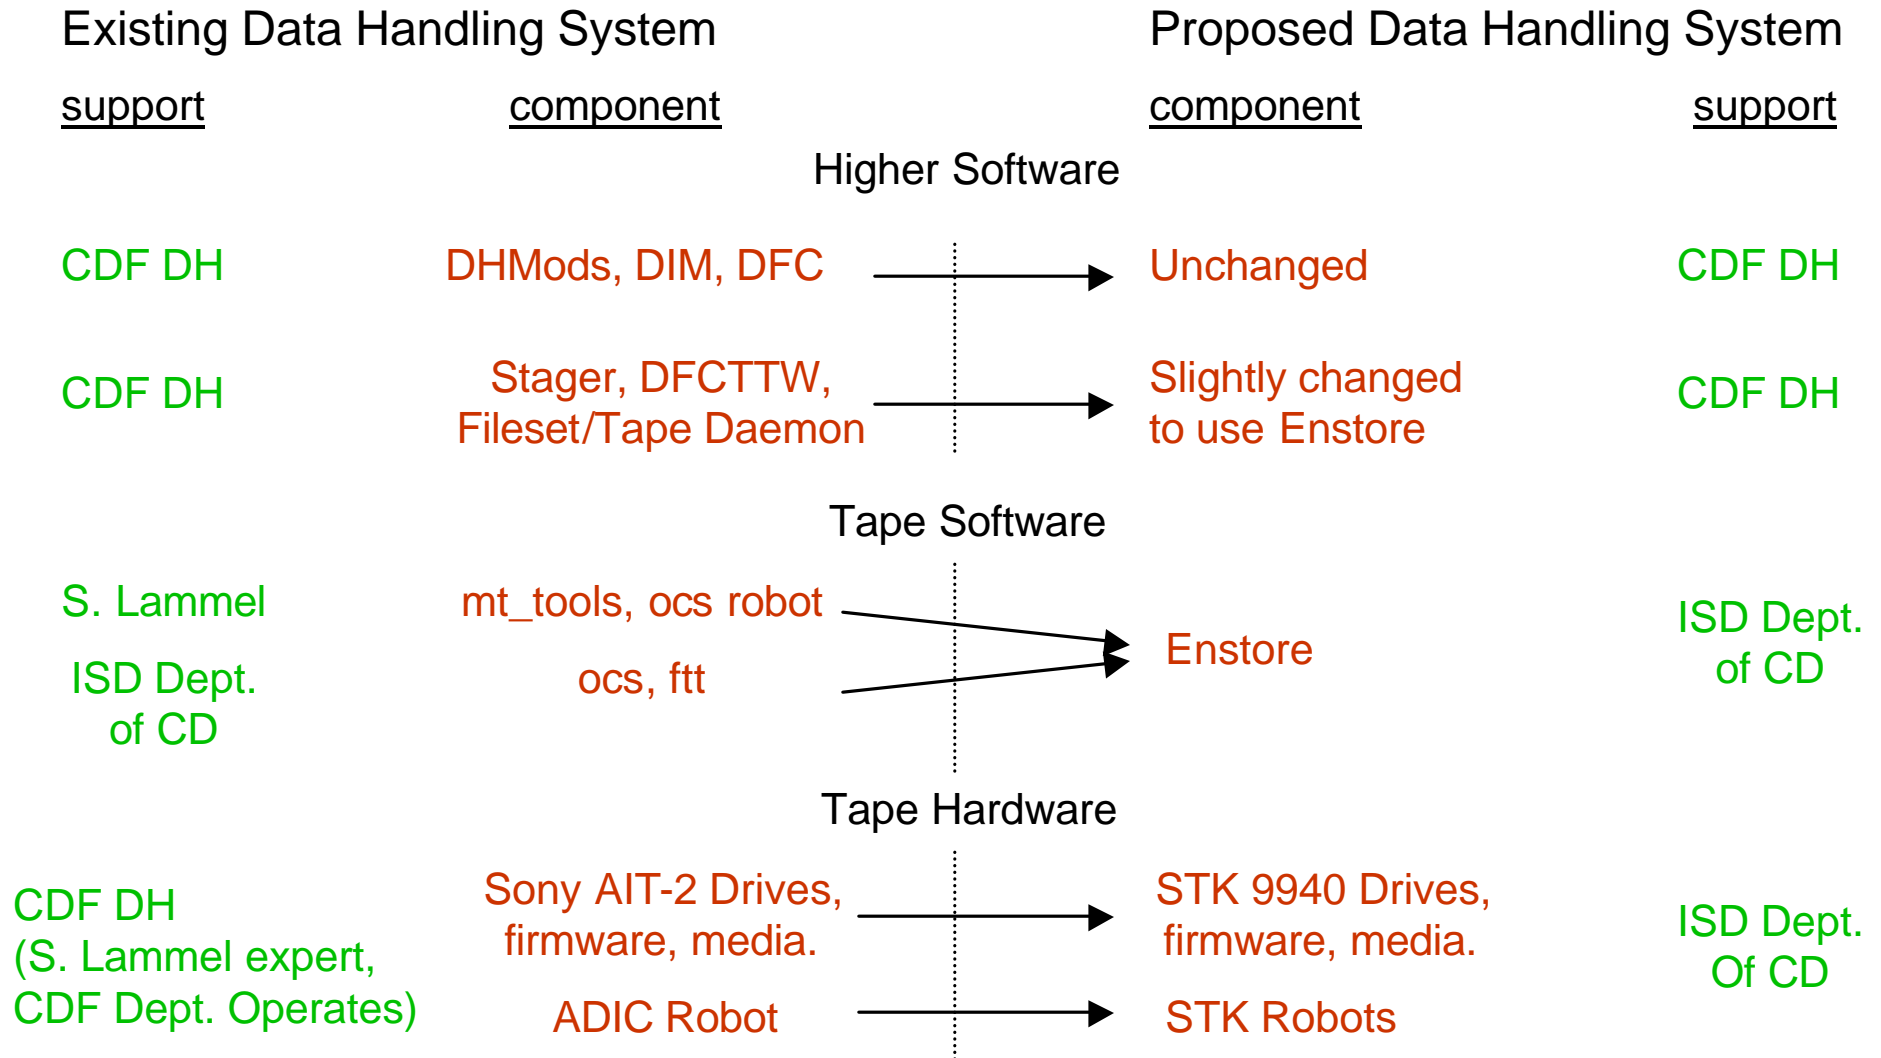 Existing Data Handling System
Proposed Data Handling System
support
component
component
support
Higher Software
CDF DH
DHMods, DIM, DFC
Unchanged
CDF DH
CDF DH
Stager, DFCTTW,
Fileset/Tape Daemon
Slightly changed
to use Enstore
CDF DH
Tape Software
S. Lammel
mt_tools, ocs robot
ISD Dept.
of CD
ocs, ftt
Enstore
ISD Dept.
of CD
Tape Hardware
CDF DH
(S. Lammel expert,
CDF Dept. Operates)
Sony AIT-2 Drives,
firmware, media.
STK 9940 Drives,
firmware, media.
ISD Dept.
Of CD
ADIC Robot
STK Robots